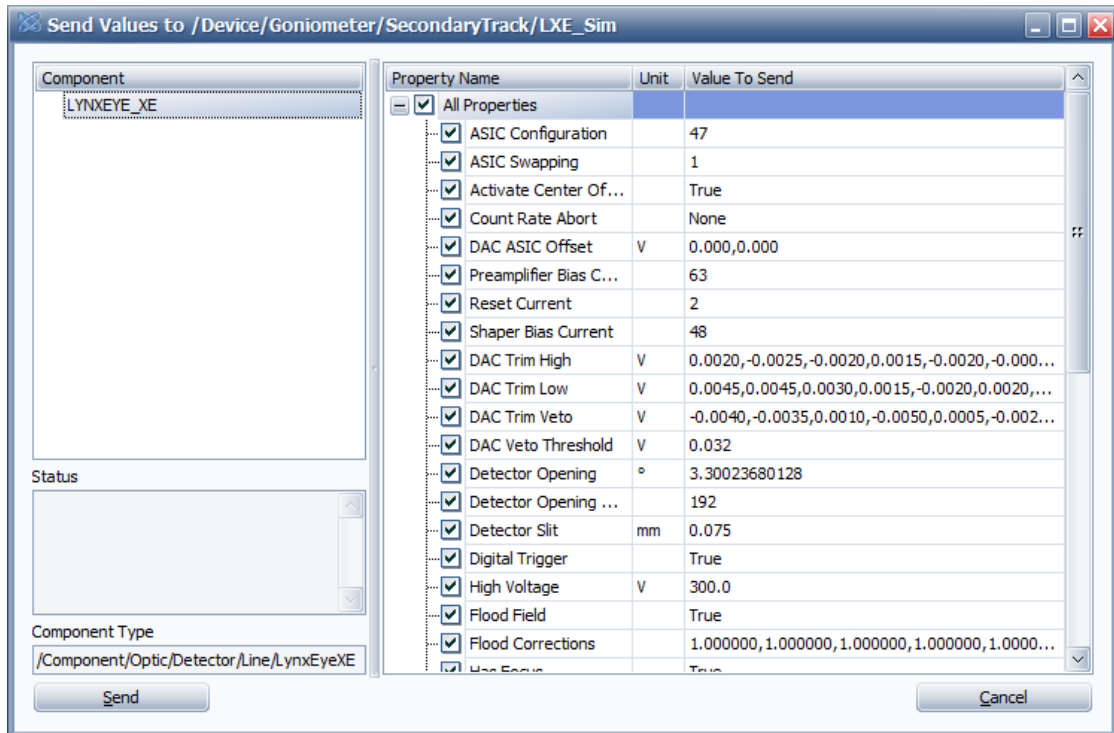 Send Values to /Device/Goniometer/SecondaryTrack/LXE_Sim
Component
LYNXEYE_XE
Property Name Unit Value To Send
All Properties
ASIC Configuration 47
ASIC Swapping 1
Activate Center Of... True
Count Rate Abort None
DAC ASIC Offset V 0.000,0.000
Preamplifier Bias C... 63
Reset Current 2
Shaper Bias Current 48
DAC Trim High V 0.0020,-0.0025,-0.0020,0.0015,-0.0020,-0.000...
DAC Trim Low V 0.0045,0.0045,0.0030,0.0015,-0.0020,0.0020,...
DAC Trim Veto V -0.0040,-0.0035,0.0010,-0.0050,0.0005,-0.002...
DAC Veto Threshold V 0.032
Detector Opening ° 3.30023680128
Detector Opening ... 192
Detector Slit mm 0.075
Digital Trigger True
High Voltage V 300.0
Flood Field True
Flood Corrections 1.000000,1.000000,1.000000,1.000000,1.0000...
Has Focus True
Status
Component Type
/Component/Optic/Detector/Line/LynxEyeXE
Send
Cancel